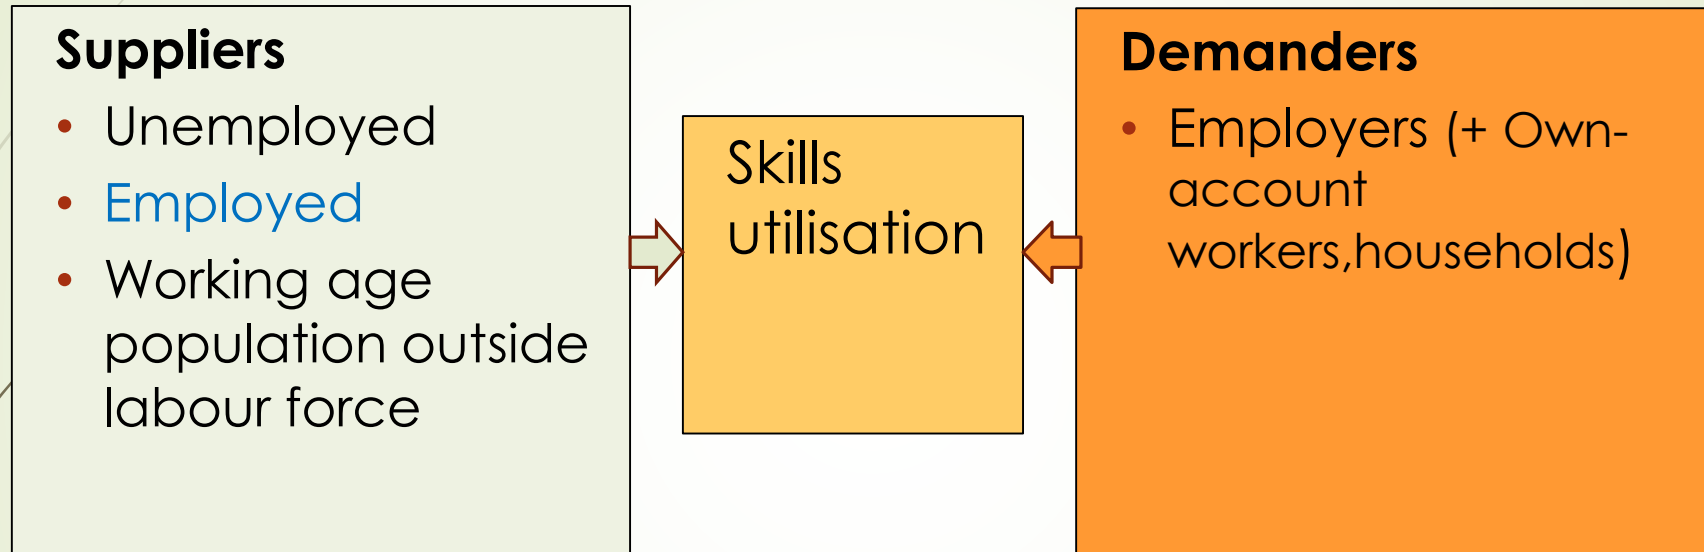 Suppliers
• Unemployed
• Employed
• Working age
population outside
labour force
Skills
utilisation
Demanders
• Employers (+ Own-
account
workers,households)